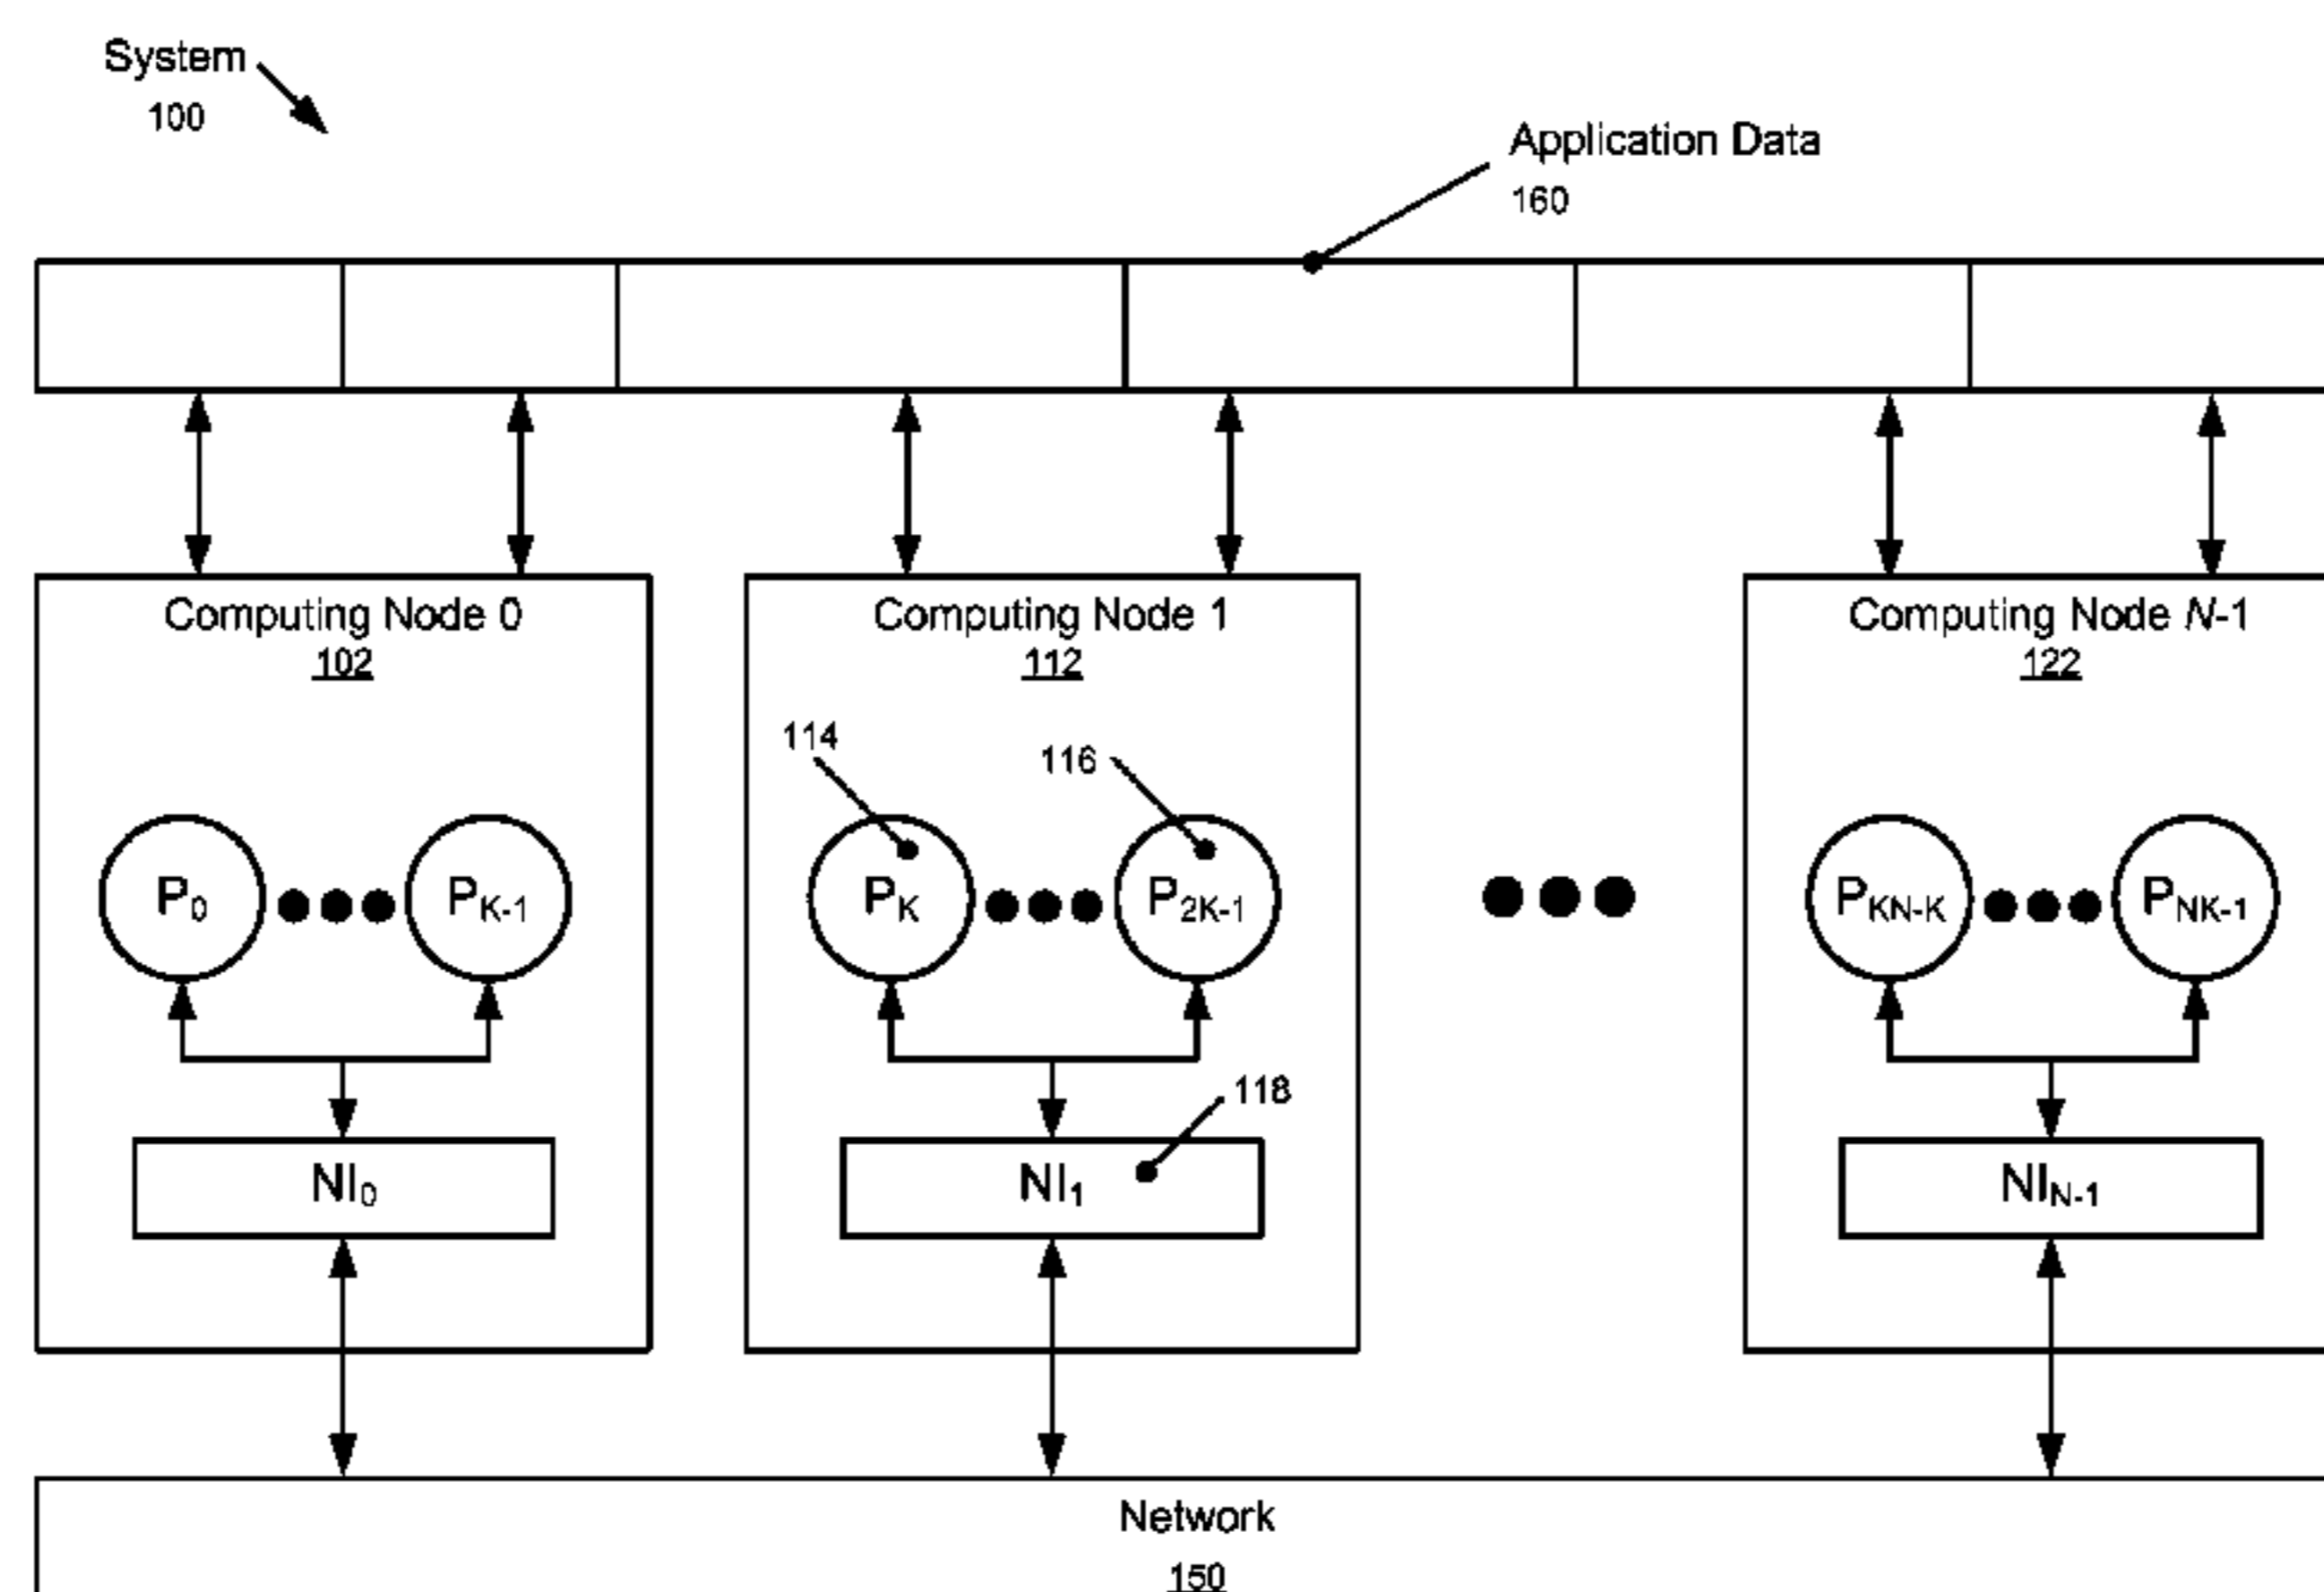 System
100
Application Data
160
Computing Node 0
102
Computing Node 1
112
Computing Node N-1
122
114
116
P0
PK-1
PK
P2K-1
PKN-K
PNK-1
118
NI0
NI1
NIN-1
Network
150